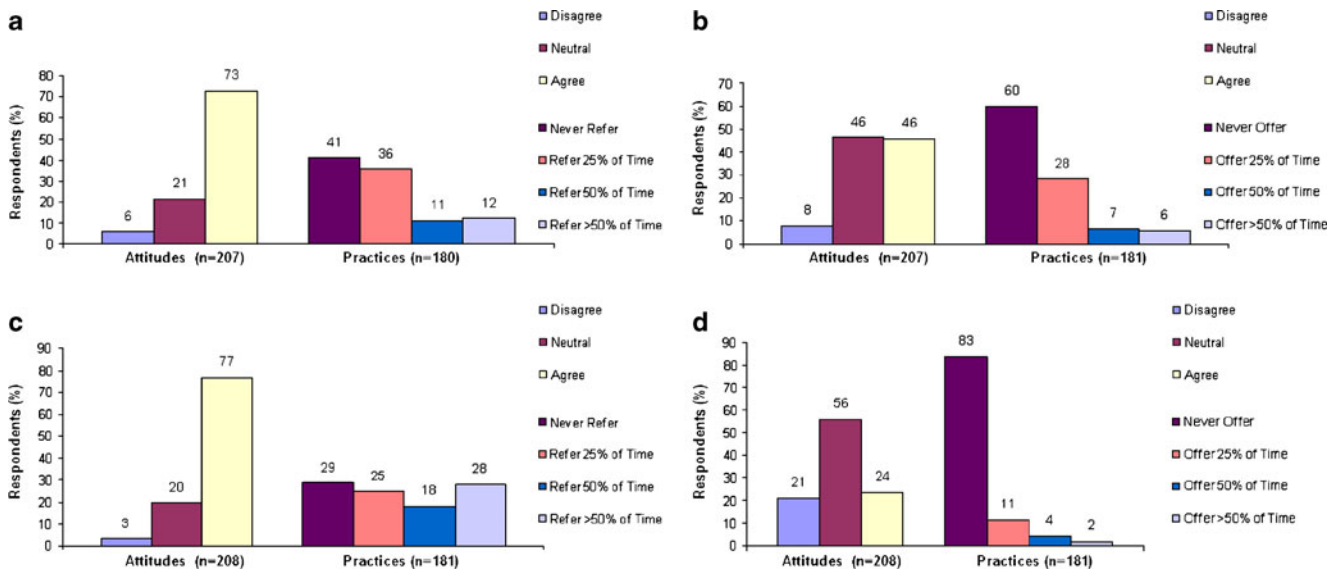 a
Disagree
Neutral
Agree
Never Refer
Refer 25% of Time
Refer 50% of Time
Refer >50% of Time
Respondents (%)
80
70
60
50
40
30
20
10
0
6
21
73
41
36
11
12
Attitudes (n=207)
Practices (n=180)
b
Disagree
Neutral
Agree
Never Offer
Offer 25% of Time
Offer 50% of Time
Offer >50% of Time
Respondents (%)
70
60
50
40
30
20
10
0
8
46
46
60
28
7
6
Attitudes (n=207)
Practices (n=181)
c
Disagree
Neutral
Agree
Never Refer
Refer 25% of Time
Refer 50% of Time
Refer >50% of Time
Respondents (%)
90
80
70
60
50
40
30
20
10
0
3
20
77
29
25
18
28
Attitudes (n=208)
Practices (n=181)
d
Disagree
Neutral
Agree
Never Offer
Offer 25% of Time
Offer 50% of Time
Offer >50% of Time
Respondents (%)
90
80
70
60
50
40
30
20
10
0
21
56
24
83
11
4
2
Attitudes (n=208)
Practices (n=181)